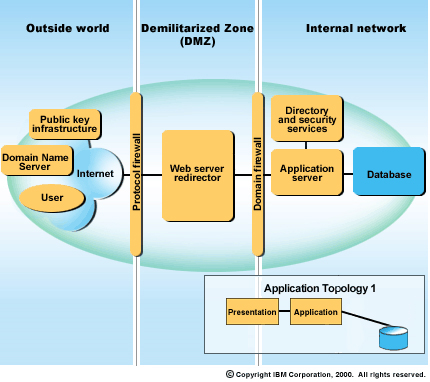 Outside world
Demilitarized Zone
(DMZ)
Internal network
Public key
infrastructure
Domain Name
Server
Internet
User
Protocol firewall
Web server
redirector
Domain firewall
Directory
and security
services
Application
server
Database
Application Topology 1
Presentation
Application
© Copyright IBM Corporation, 2000. All rights reserved.